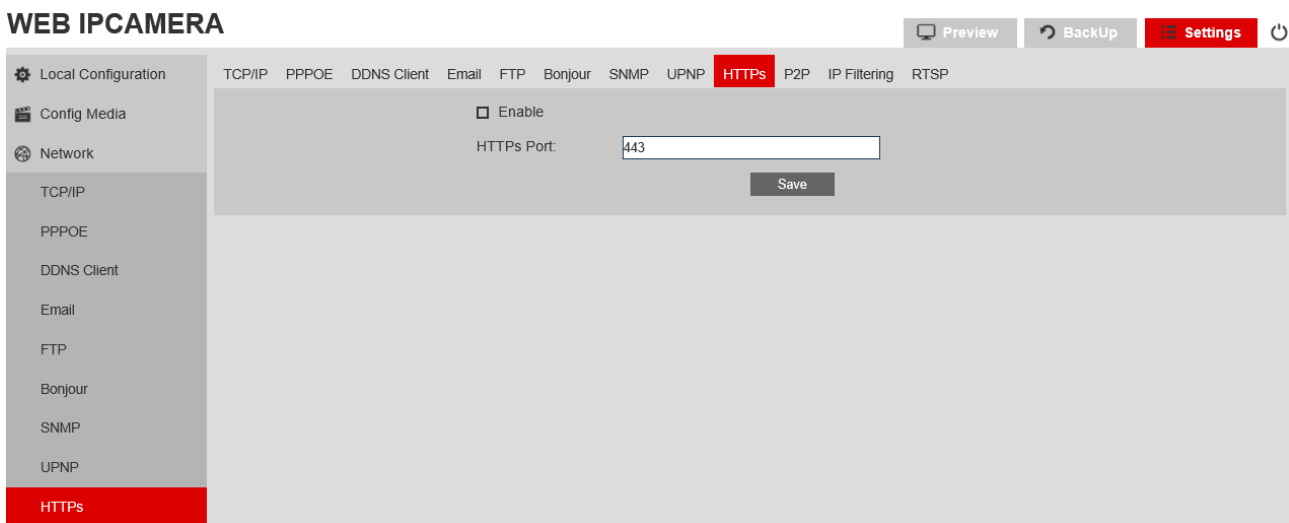 WEB IPCAMERA
Preview BackUp Settings
Local Configuration
Config Media
Network
TCP/IP
PPPOE
DDNS Client
Email
FTP
Bonjour
SNMP
UPNP
HTTPs
TCP/IP PPPOE DDNS Client Email FTP Bonjour SNMP UPNP HTTPs P2P IP Filtering RTSP
Enable
HTTPs Port: 443
Save